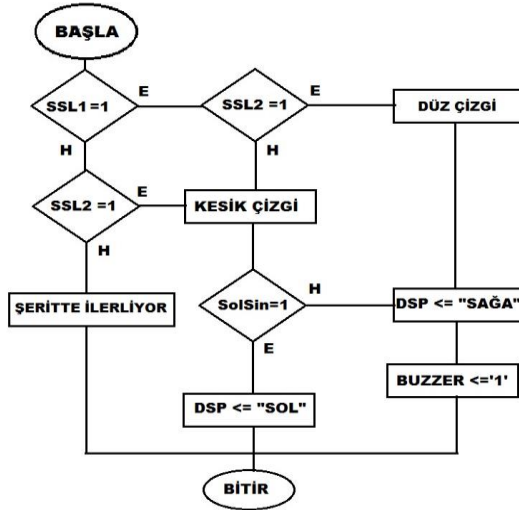 BAŞLA
SSL1 =1
E
SSL2 =1
E
DÜZ ÇİZGİ
H
H
SSL2 =1
E
KESİK ÇİZGİ
H
ŞERİTTE İLERLİYOR
SolSin=1
H
DSP <= "SAĞA"
E
BUZZER <='1'
DSP <= "SOL"
BİTİR